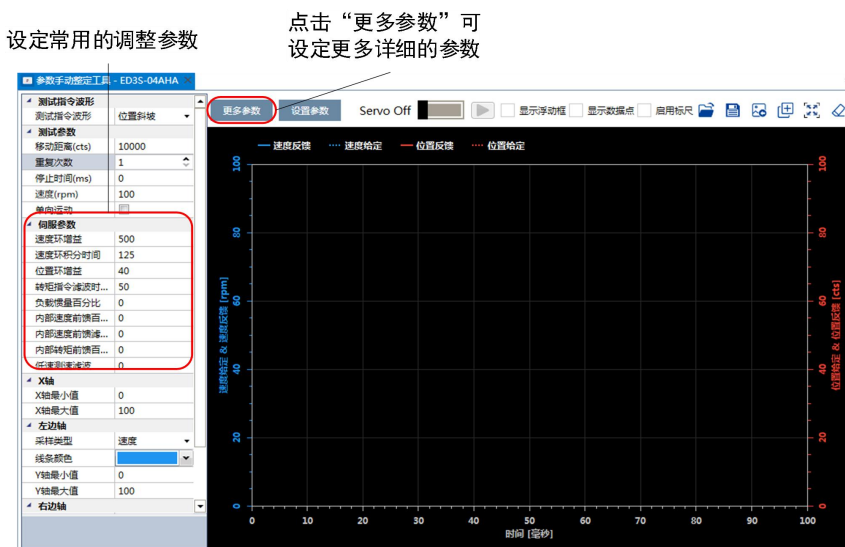 设定常用的调整参数
点击“更多参数”可
设定更多详细的参数
参数手动整定工具 - ED3S-04AHA
测试指令波形
测试指令波形 位置斜坡
测试参数
移动距离(cts) 10000
重复次数 1
停止时间(ms) 0
速度(rpm) 100
单向运动
伺服参数
速度环增益 500
速度环积分时间 125
位置环增益 40
转矩指令滤波时... 50
负载惯量百分比 0
内部速度前馈百... 0
内部速度前馈滤... 0
内部转矩前馈百... 0
低速测速滤波 0
X轴
X轴最小值 0
X轴最大值 100
左边轴
采样类型 速度
线条颜色
Y轴最小值 0
Y轴最大值 100
右边轴
更多参数 设置参数 Servo Off 显示浮动框 显示数据点 启用标尺
速度反馈 速度给定 位置反馈 位置给定
速度给定 & 速度反馈 [rpm]
100
80
60
40
20
0
位置给定 & 位置反馈 [cts]
100
80
60
40
20
0
0 10 20 30 40 50 60 70 80 90 100
时间 [毫秒]